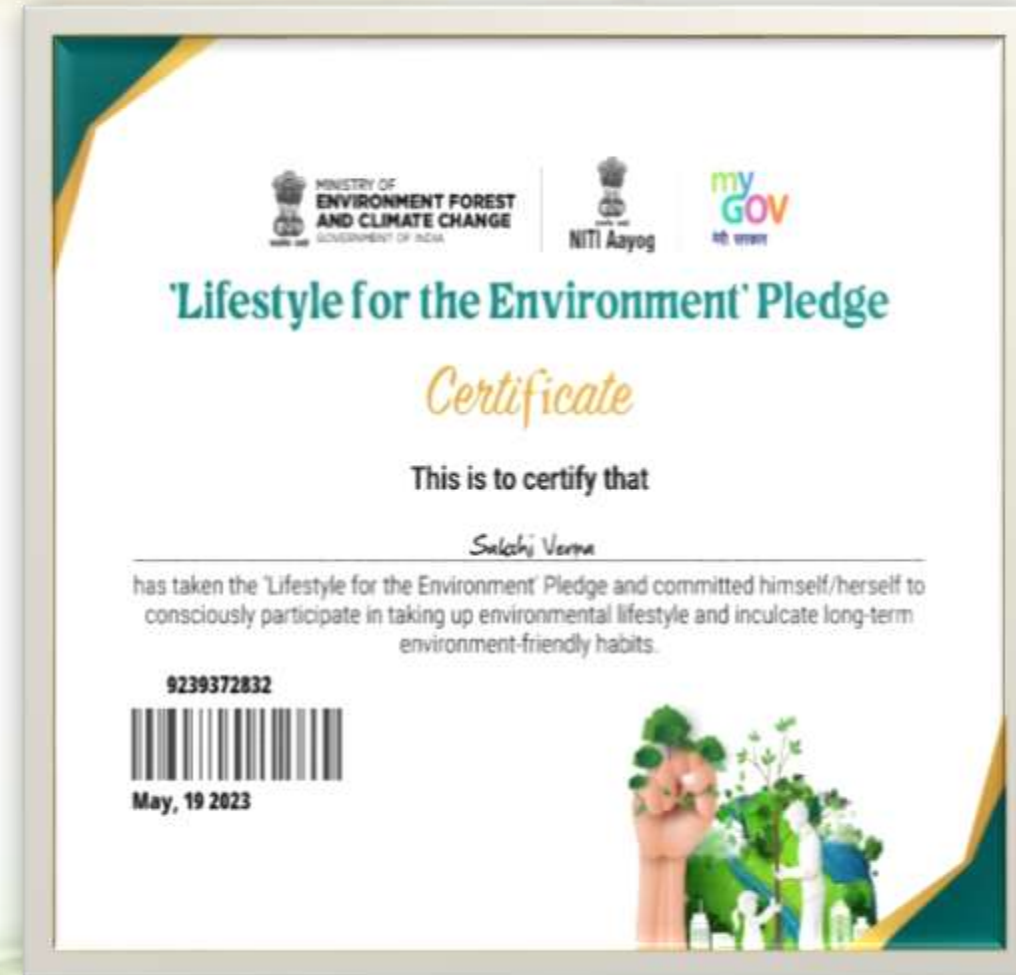 MINISTRY OF
ENVIRONMENT FOREST
AND CLIMATE CHANGE
GOVERNMENT OF INDIA
NITI Aayog
my
GOV
मेरी सरकार
'Lifestyle for the Environment' Pledge
Certificate
This is to certify that
Sakshi Verma
has taken the 'Lifestyle for the Environment' Pledge and committed himself/herself to
consciously participate in taking up environmental lifestyle and inculcate long-term
environment-friendly habits.
9239372832
May, 19 2023